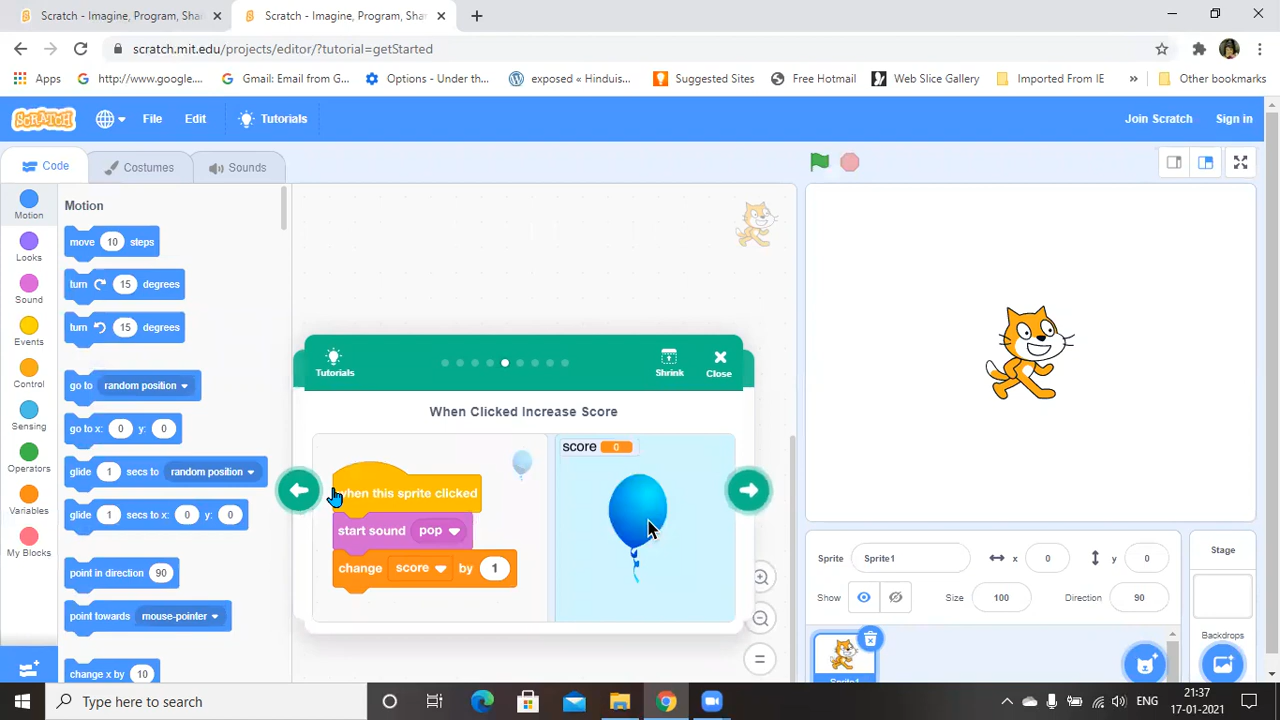 Scratch - Imagine, Program, Shar
Scratch - Imagine, Program, Shar
scratch.mit.edu/projects/editor/?tutorial=getStarted
Apps
http://www.google....
Gmail: Email from G...
Options - Under th...
exposed « Hinduis...
Suggested Sites
Free Hotmail
Web Slice Gallery
Imported From IE
»
Other bookmarks
SCRATCH
File
Edit
Tutorials
Join Scratch
Sign in
Code
Costumes
Sounds
Motion
Looks
Sound
Events
Control
Sensing
Operators
Variables
My Blocks
Motion
move 10 steps
turn 15 degrees
turn 15 degrees
go to random position
go to x: 0 y: 0
glide 1 secs to random position
glide 1 secs to x: 0 y: 0
point in direction 90
point towards mouse-pointer
change x by 10
Tutorials
Shrink
Close
When Clicked Increase Score
when this sprite clicked
start sound pop
change score by 1
score 0
Sprite
Sprite1
x 0
y 0
Show
Size 100
Direction 90
Sprite1
Stage
Backdrops
Type here to search
21:37
17-01-2021